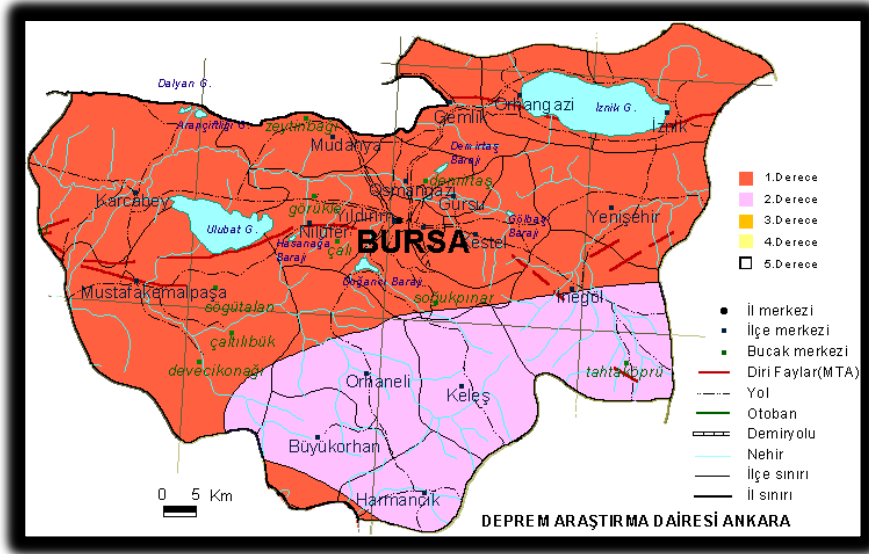 Dalyan G.
Arapçiftliği G.
zeytinbağı
Mudanya
Gemlik
Orhangazi
İznik G.
İznik
Demirtaş
Barajı
Osmangazi
demirtaş
Gürsu
Karcabey
Ulubat G.
görükle
Yıldırım
Nilüfer
Hasanağa
Barajı
çalı
BURSA
Kestel
Gölbaşı
Barajı
Yenişehir
Doğancı Barajı
Mustafakemalpaşa
söğütalan
soğukpınar
İnegöl
çaltılıbük
devecikonağı
Orhaneli
Keleş
tahtaköprü
Büyükorhan
Harmancık
0 5 Km
1.Derece
2.Derece
3.Derece
4.Derece
5.Derece
İl merkezi
İlçe merkezi
Bucak merkezi
Diri Faylar(MTA)
Yol
Otoban
Demiryolu
Nehir
İlçe sınırı
İl sınırı
DEPREM ARAŞTIRMA DAİRESİ ANKARA